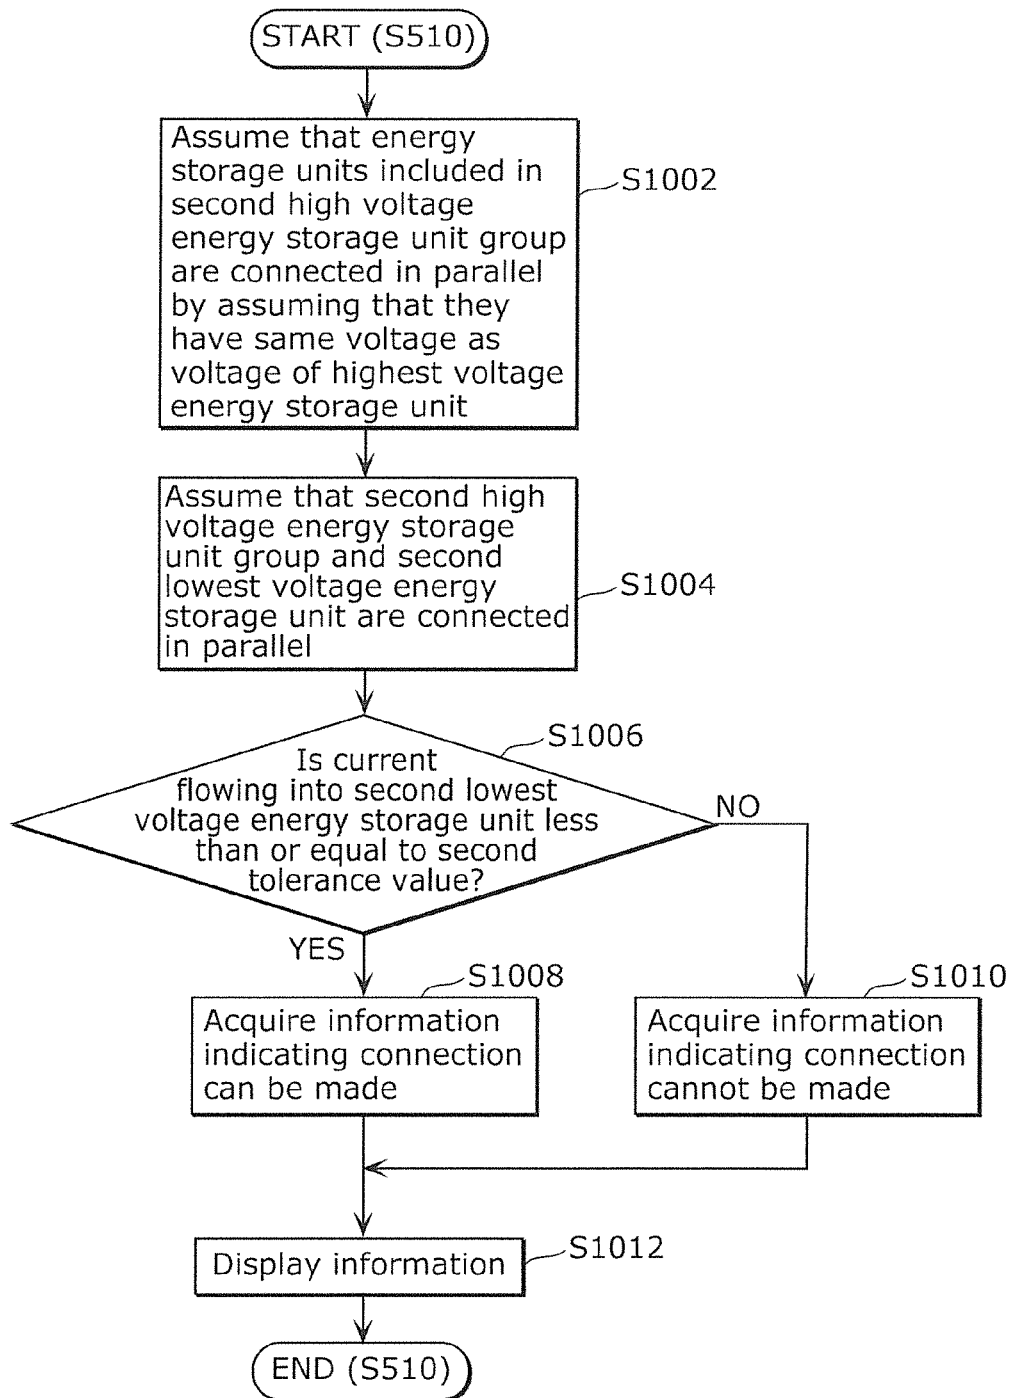 START (S510)
Assume that energy
storage units included in
second high voltage
energy storage unit group
are connected in parallel
by assuming that they
have same voltage as
voltage of highest voltage
energy storage unit
S1002
Assume that second high
voltage energy storage
unit group and second
lowest voltage energy
storage unit are connected
in parallel
S1004
S1006
Is current
flowing into second lowest
voltage energy storage unit less
than or equal to second
tolerance value?
NO
YES
S1008
Acquire information
indicating connection
can be made
S1010
Acquire information
indicating connection
cannot be made
Display information
S1012
END (S510)